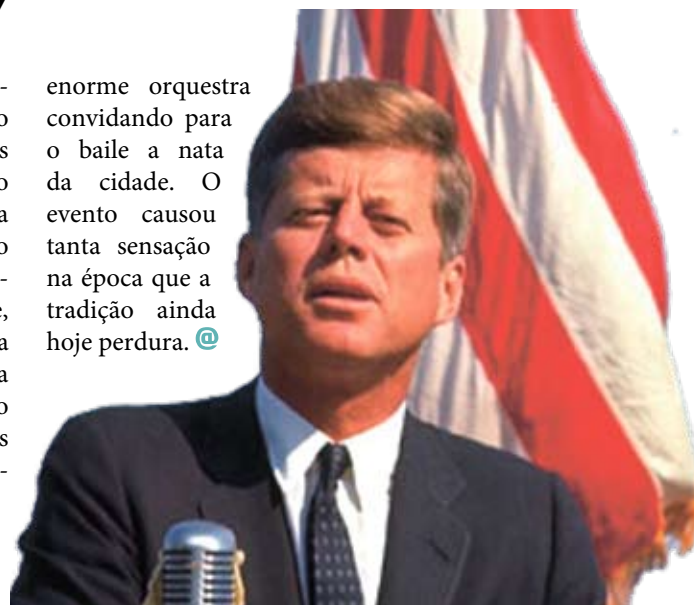 -
o
s
o
a
o
-
e,
a
a
o
s
-
enorme orquestra
convidando para
o baile a nata
da cidade. O
evento causou
tanta sensação
na época que a
tradição ainda
hoje perdura. @